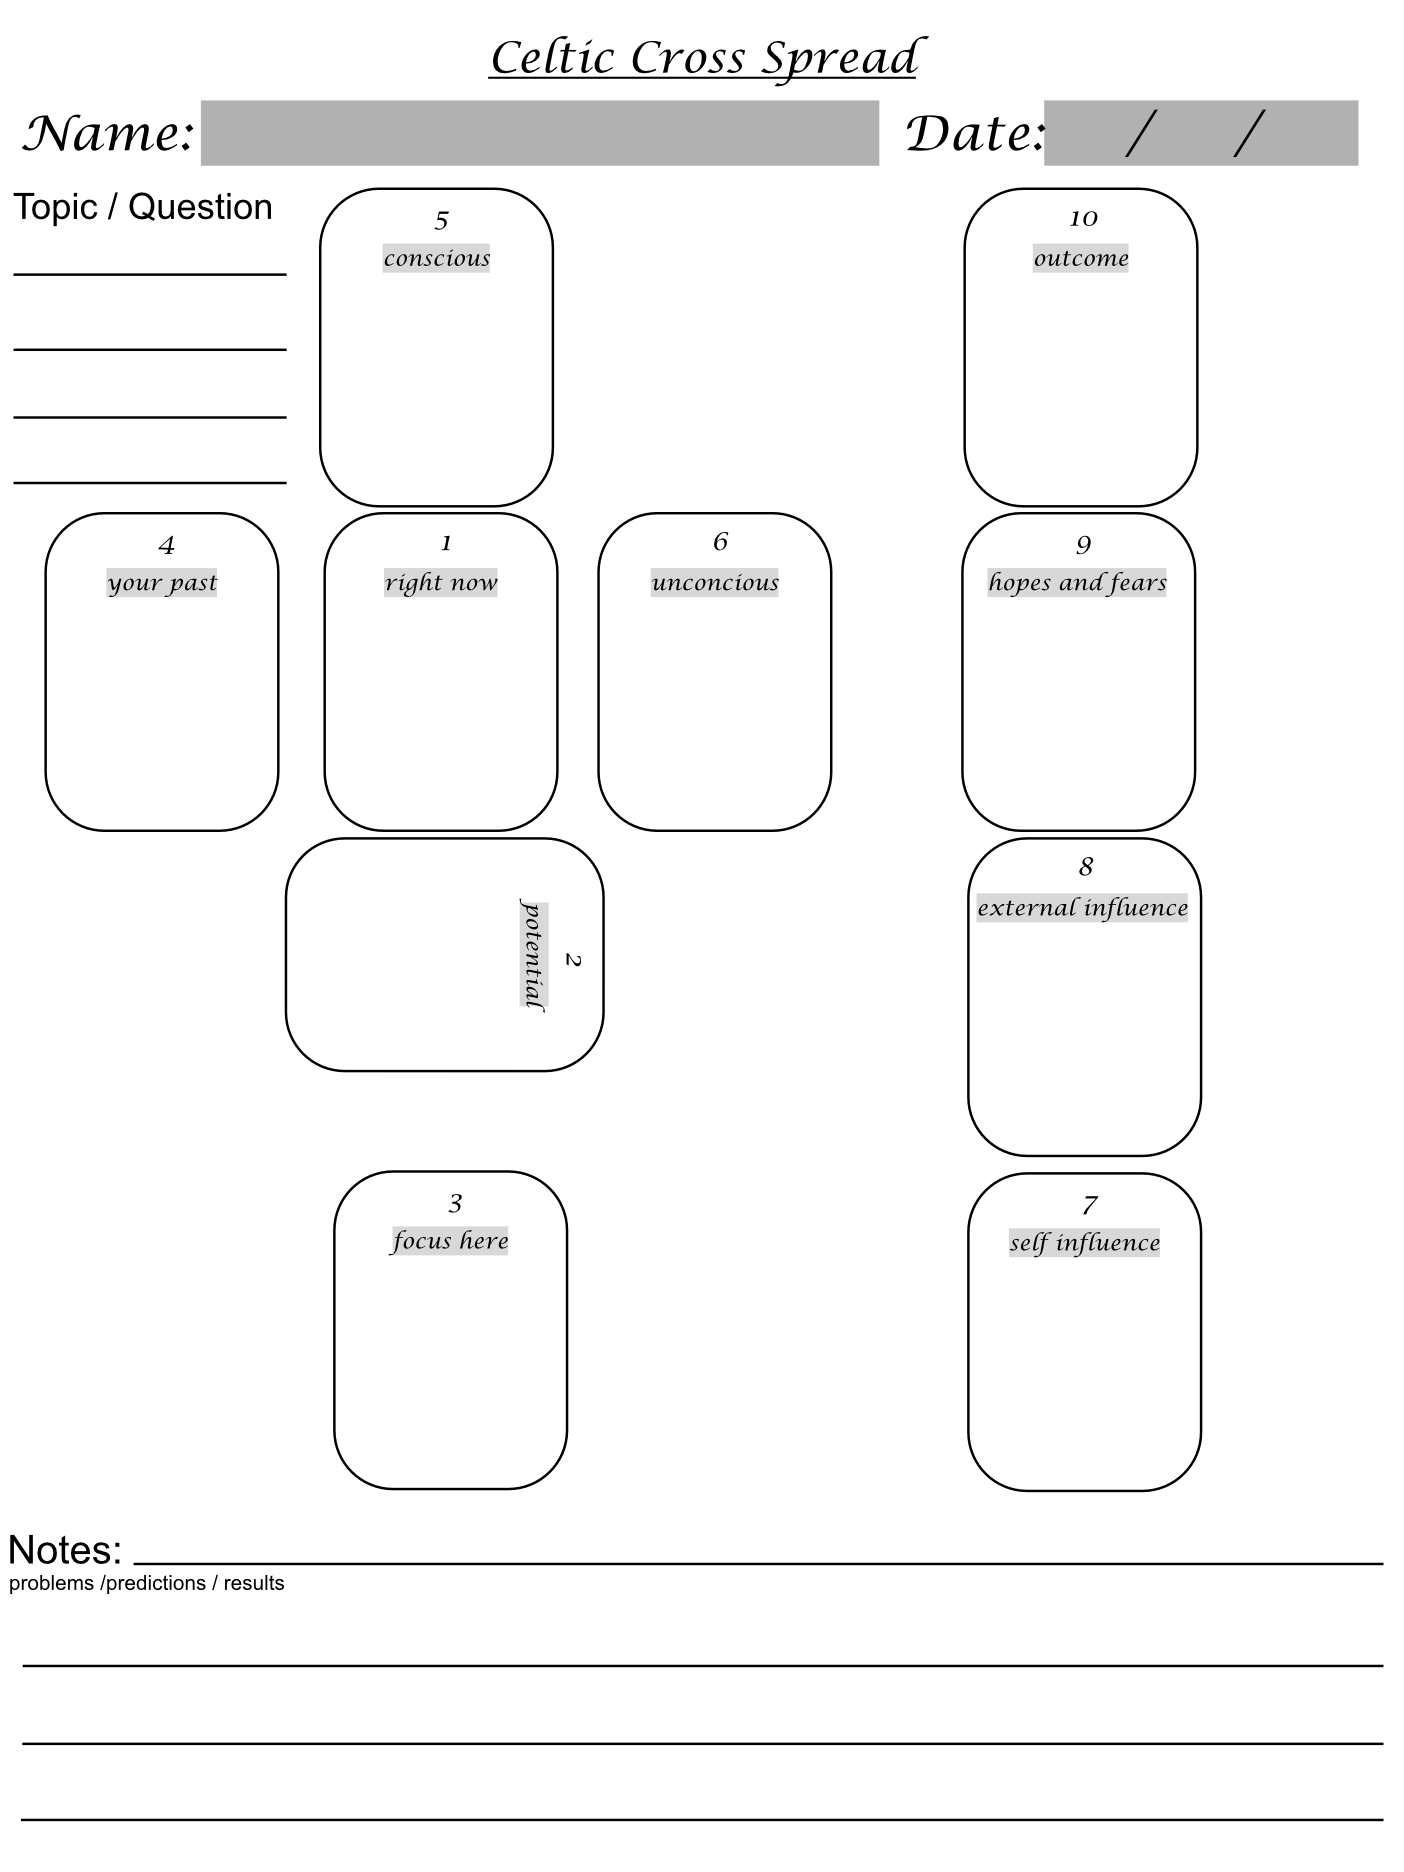 Celtic Cross Spread
Name:
Date: / /
Topic / Question
5
conscious
10
outcome
4
your past
1
right now
6
unconcious
9
hopes and fears
2
potential
8
external influence
3
focus here
7
self influence
Notes:
problems /predictions / results